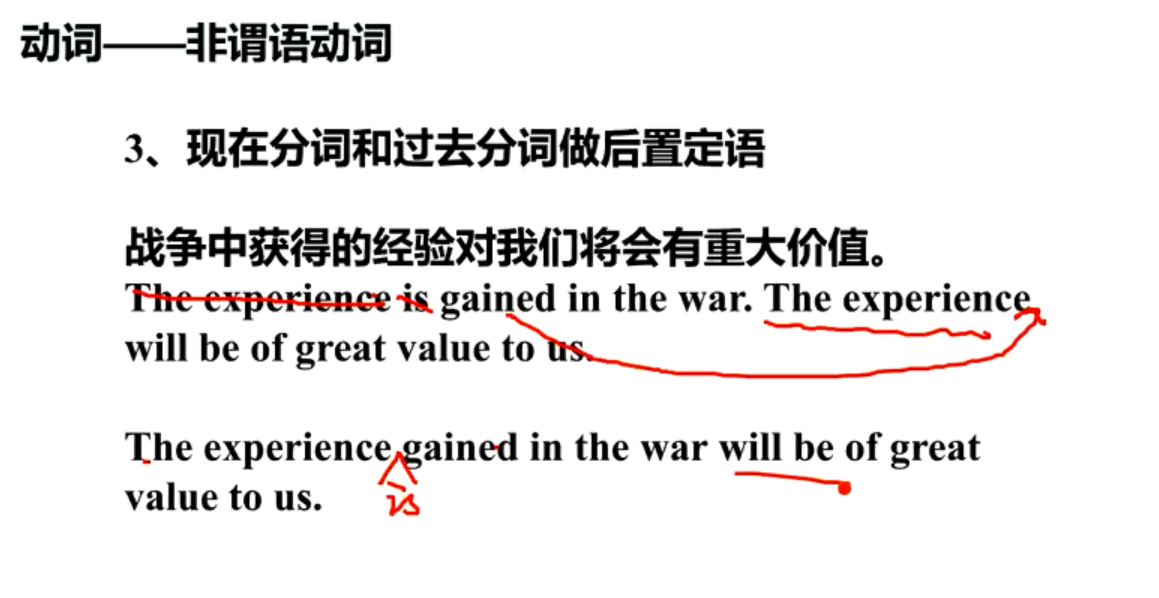 动词——非谓语动词
3、现在分词和过去分词做后置定语
战争中获得的经验对我们将会有重大价值。
The experience is gained in the war. The experience
will be of great value to us.
The experience gained in the war will be of great
is
value to us.